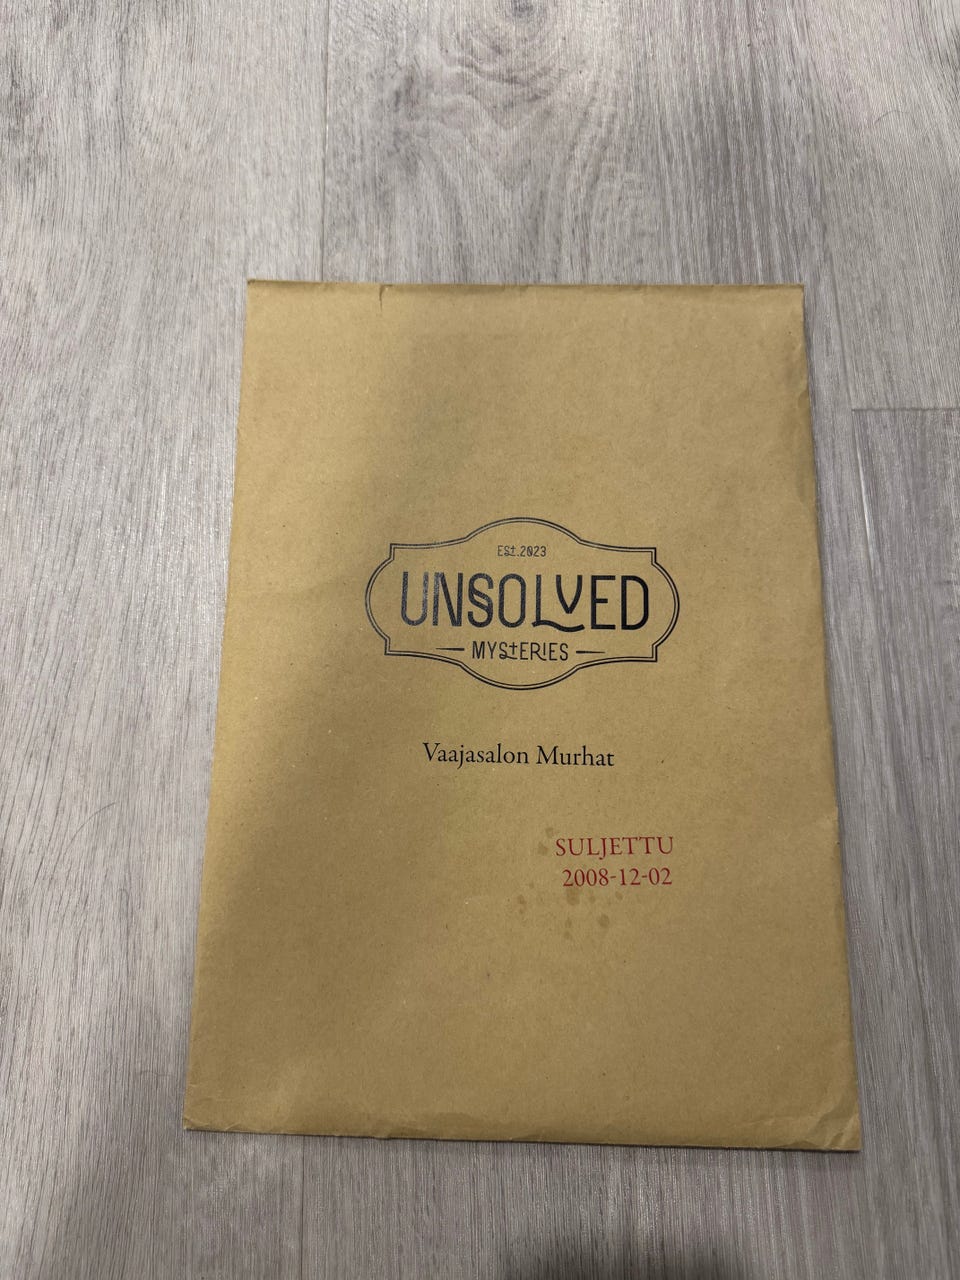 Est.2023
UNSOLVED
MYStERIES
Vaajasalon Murhat
SULJETTU
2008-12-02